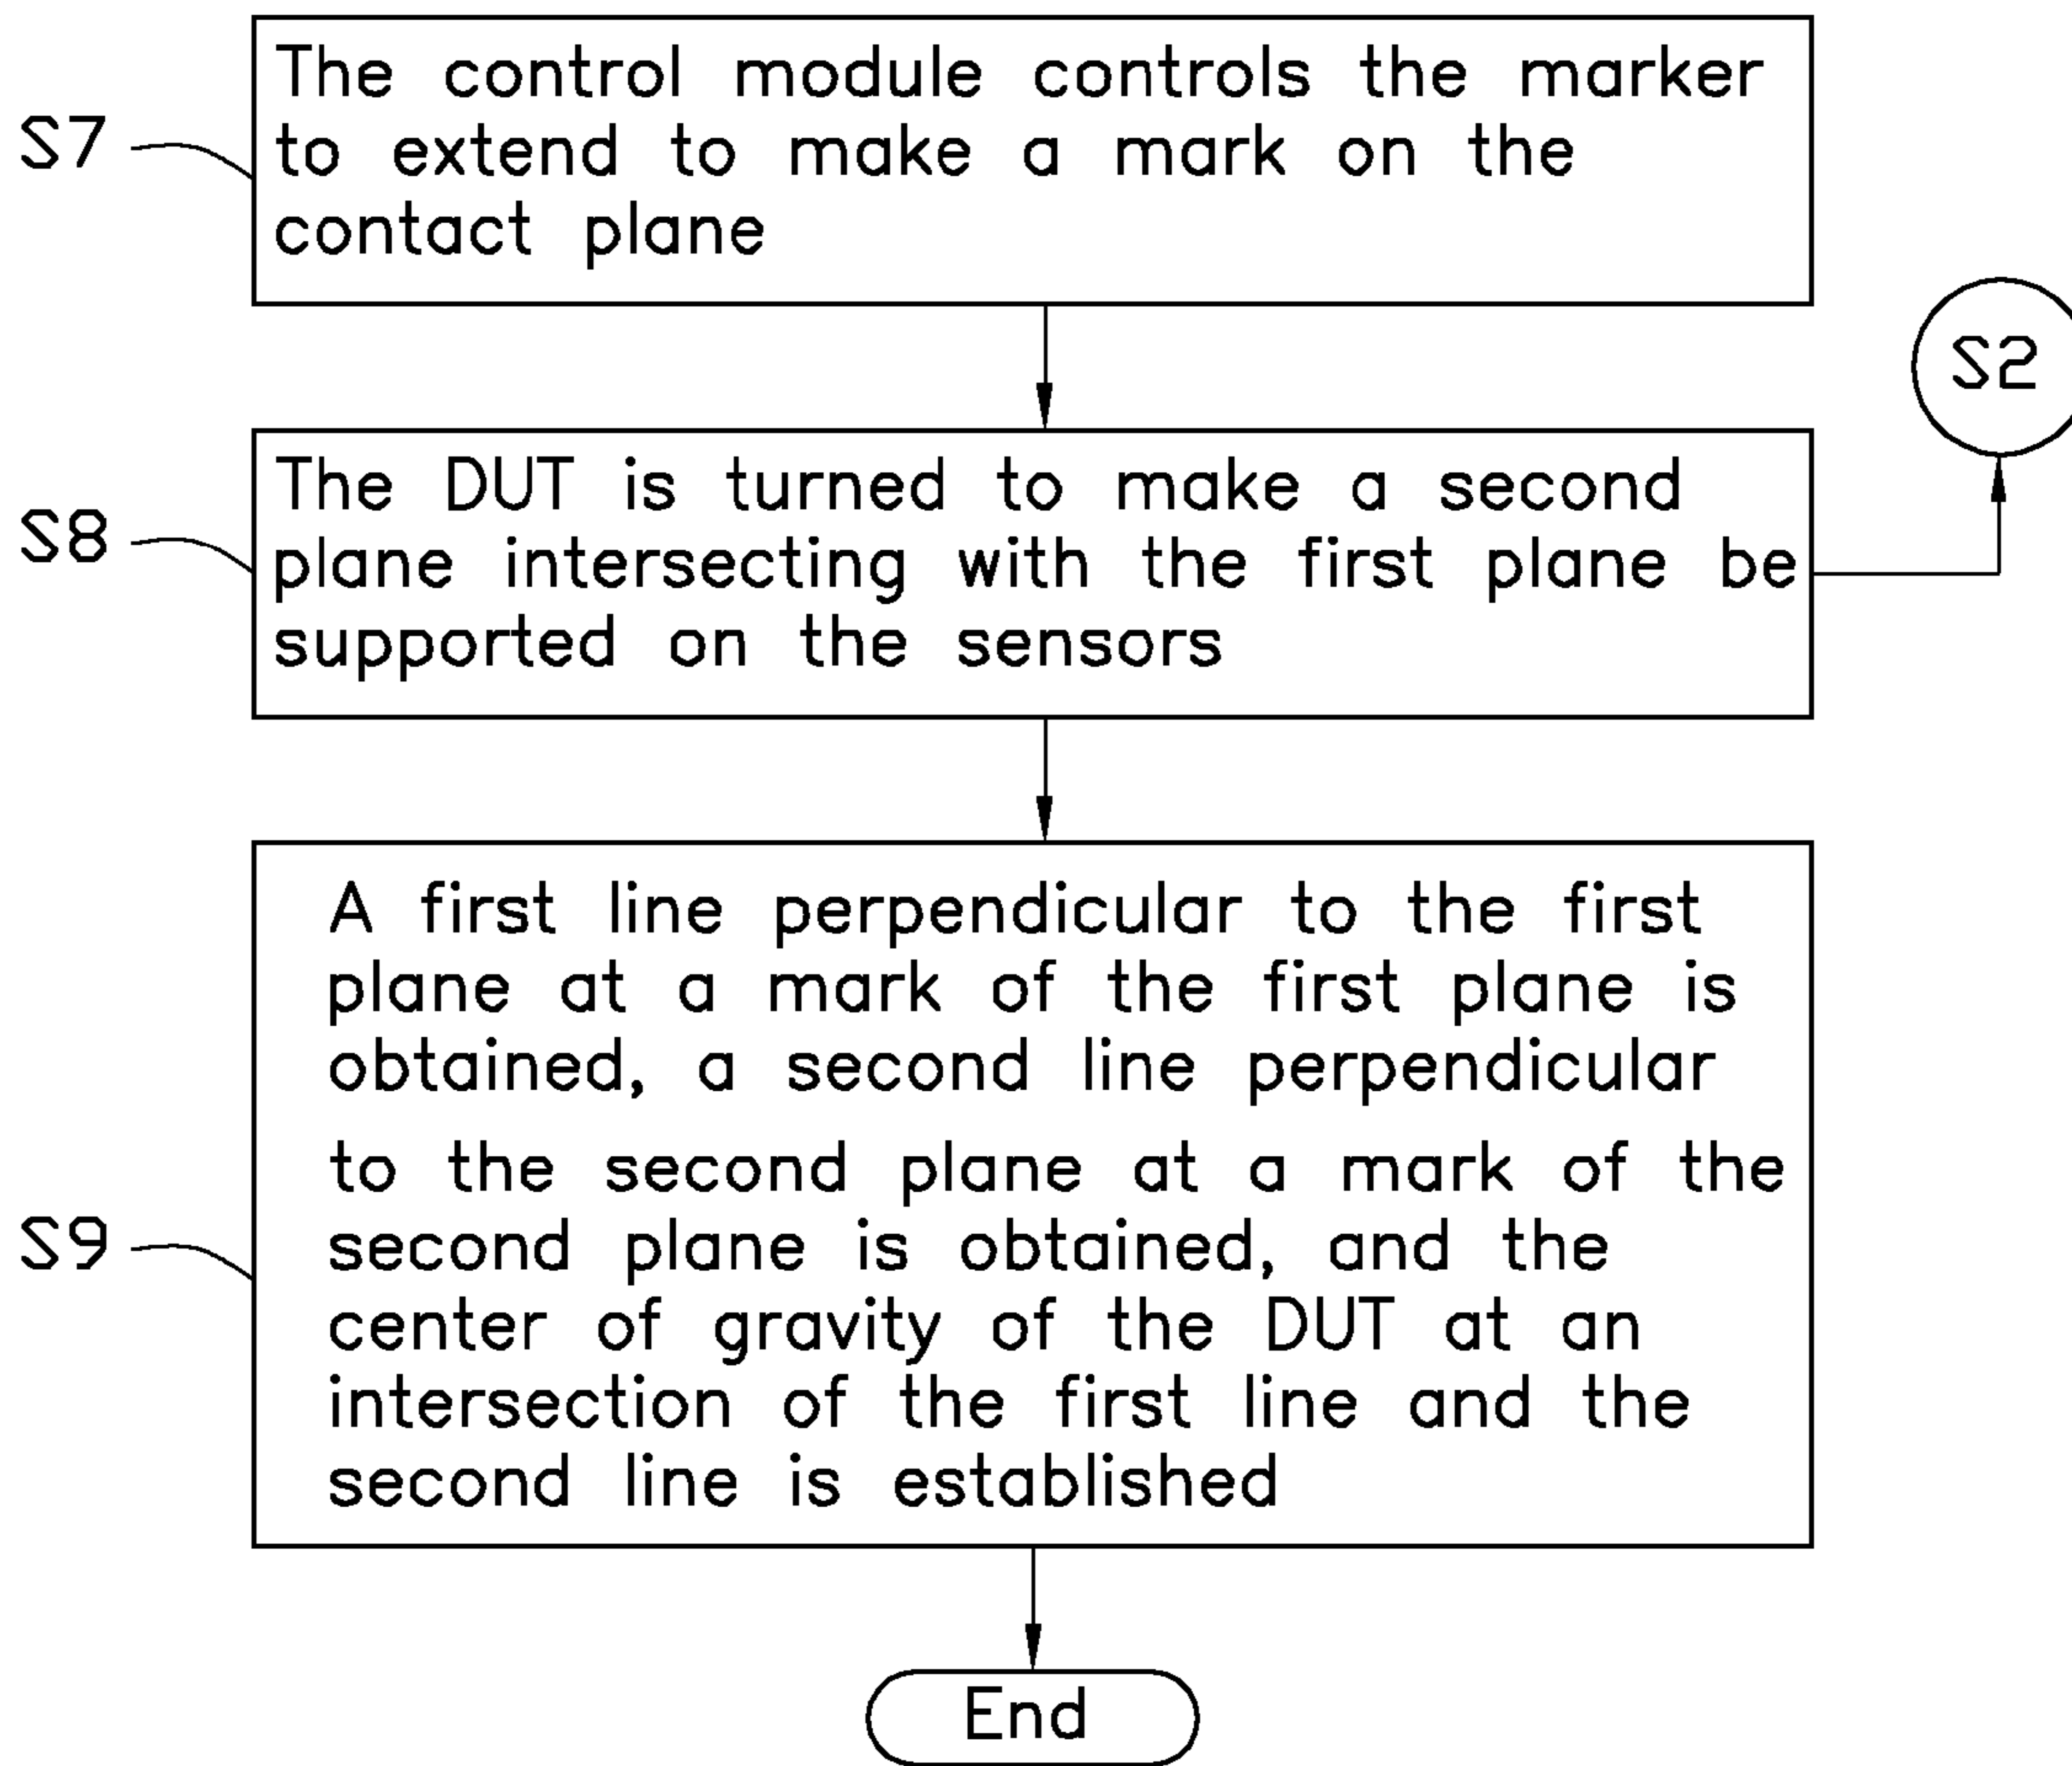 S7
The control module controls the marker
to extend to make a mark on the
contact plane
S2
S8
The DUT is turned to make a second
plane intersecting with the first plane be
supported on the sensors
S9
A first line perpendicular to the first
plane at a mark of the first plane is
obtained, a second line perpendicular
to the second plane at a mark of the
second plane is obtained, and the
center of gravity of the DUT at an
intersection of the first line and the
second line is established
End